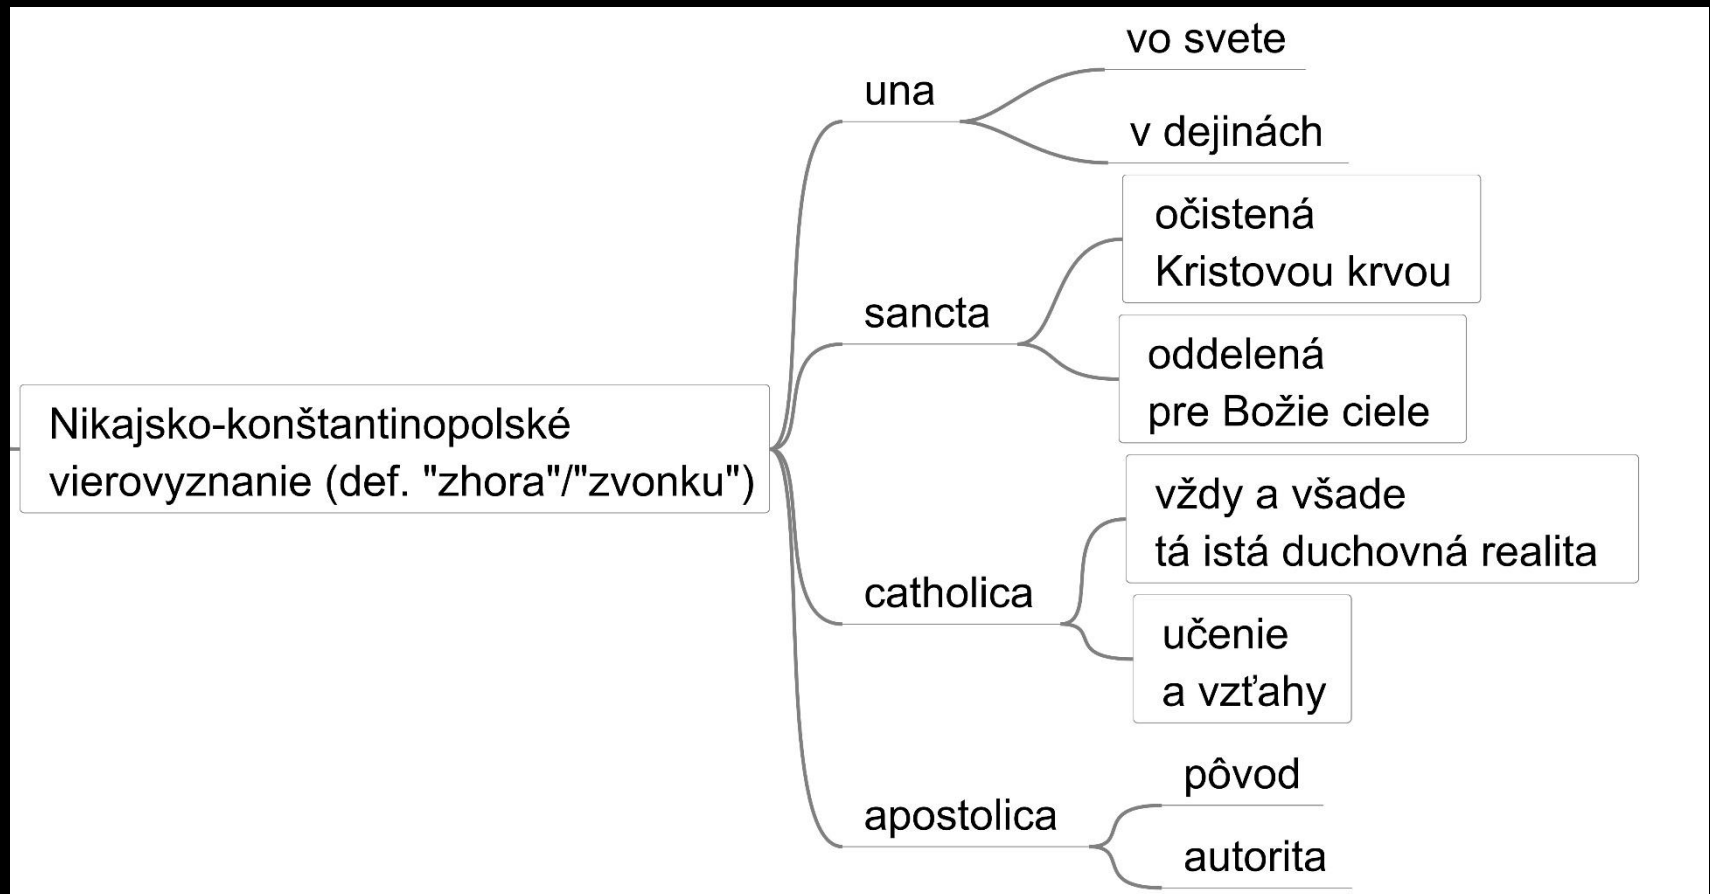 Nikajsko-konštantinopolské
vierovyznanie (def. "zhora"/"zvonku")
una
vo svete
v dejinách
sancta
očistená
Kristovou krvou
oddelená
pre Božie ciele
catholica
vždy a všade
tá istá duchovná realita
učenie
a vzťahy
apostolica
pôvod
autorita